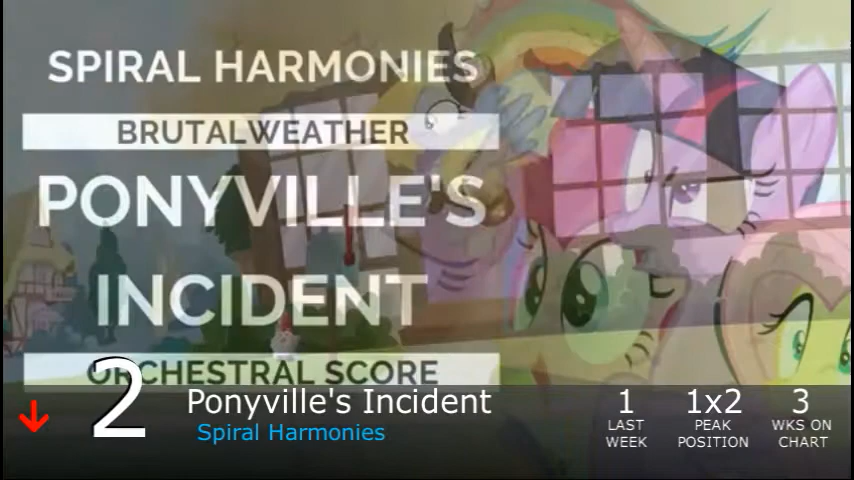 SPIRAL HARMONIES
BRUTALWEATHER
PONYVILLE'S
INCIDENT
ORCHESTRAL SCORE
2
Ponyville's Incident
Spiral Harmonies
1
LAST
WEEK
1x2
PEAK
POSITION
3
WKS ON
CHART